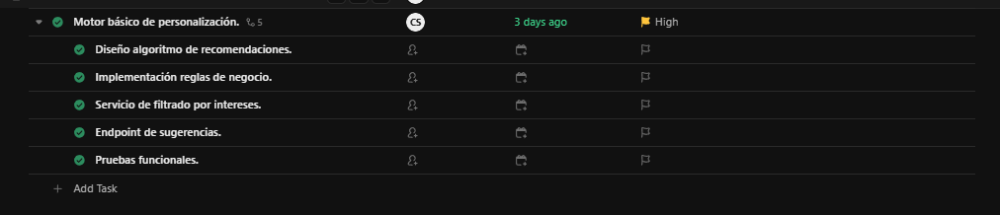 Motor básico de personalización. 5 CS 3 days ago High
Diseño algoritmo de recomendaciones.
Implementación reglas de negocio.
Servicio de filtrado por intereses.
Endpoint de sugerencias.
Pruebas funcionales.
+ Add Task